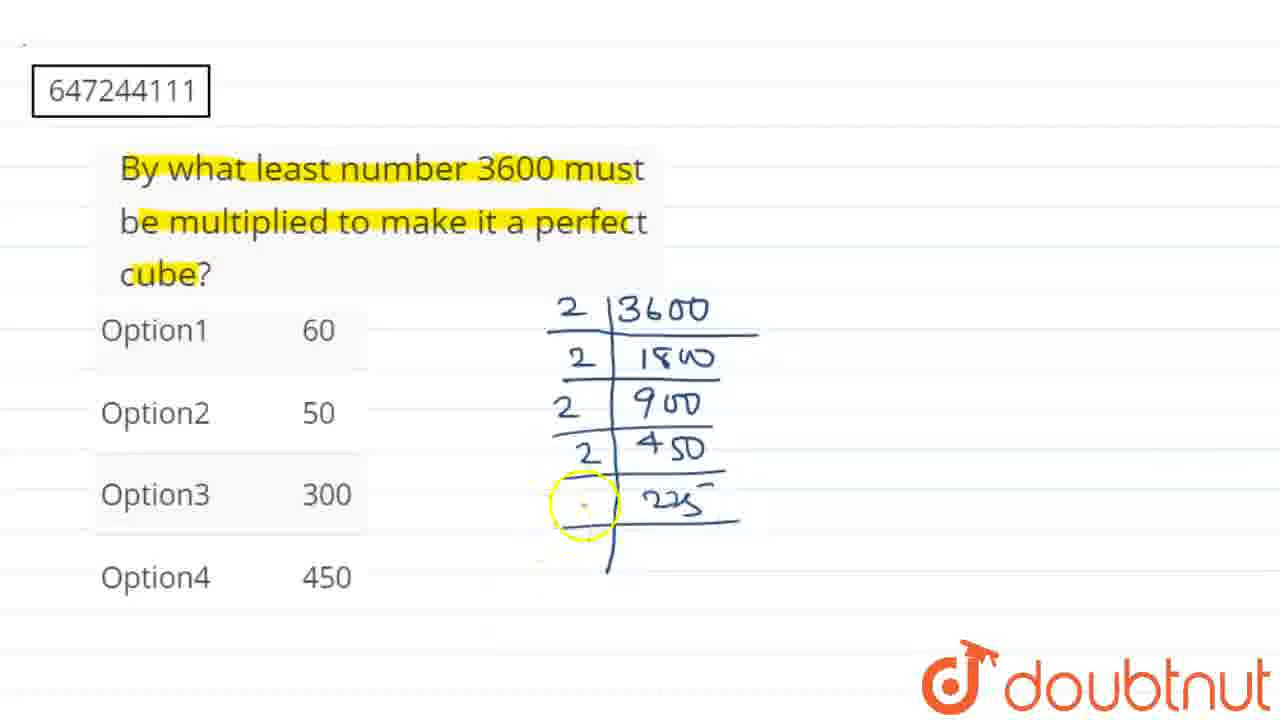 647244111
By what least number 3600 must
be multiplied to make it a perfect
cube?
Option1 60
Option2 50
Option3 300
Option4 450
2 3600
2 1800
2 900
2 450
225
doubtnut